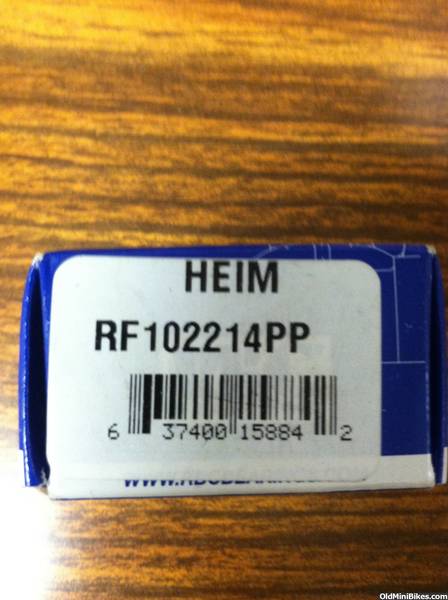 HEIM
RF102214PP
6 37400 15884 2
OldMiniBikes.com